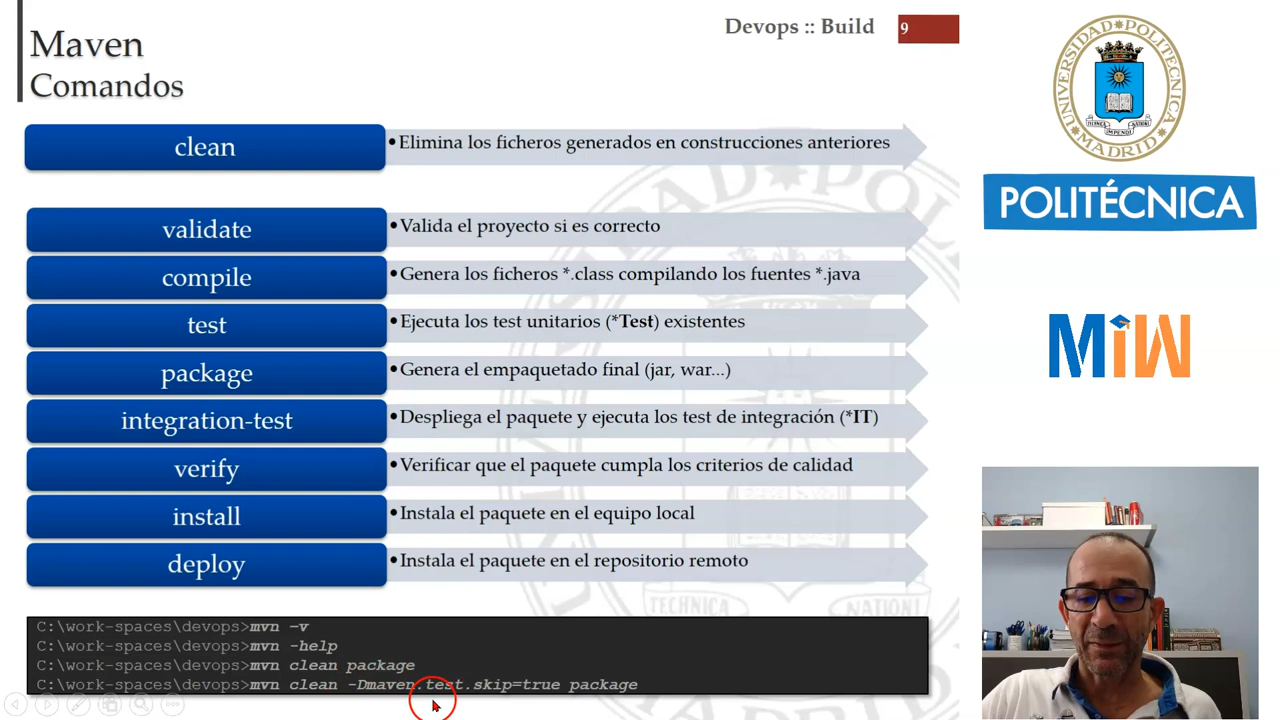 Maven
Comandos
Devops :: Build
9
clean
•Elimina los ficheros generados en construcciones anteriores
validate
•Valida el proyecto si es correcto
compile
•Genera los ficheros *.class compilando los fuentes *.java
test
•Ejecuta los test unitarios (*Test) existentes
package
•Genera el empaquetado final (jar, war...)
integration-test
•Despliega el paquete y ejecuta los test de integración (*IT)
verify
•Verificar que el paquete cumpla los criterios de calidad
install
•Instala el paquete en el equipo local
deploy
•Instala el paquete en el repositorio remoto
C:\work-spaces\devops>mvn –v
C:\work-spaces\devops>mvn -help
C:\work-spaces\devops>mvn clean package
C:\work-spaces\devops>mvn clean -Dmaven.test.skip=true package
UNIVERSIDAD POLITECNICA
MADRID
POLITÉCNICA
MiW